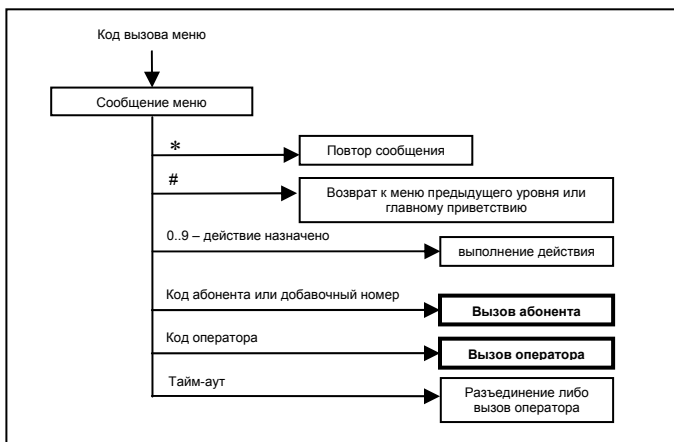 Код вызова меню
Сообщение меню
*
Повтор сообщения
#
Возврат к меню предыдущего уровня или
главному приветствию
0..9 – действие назначено
выполнение действия
Код абонента или добавочный номер
Вызов абонента
Код оператора
Вызов оператора
Тайм-аут
Разъединение либо
вызов оператора